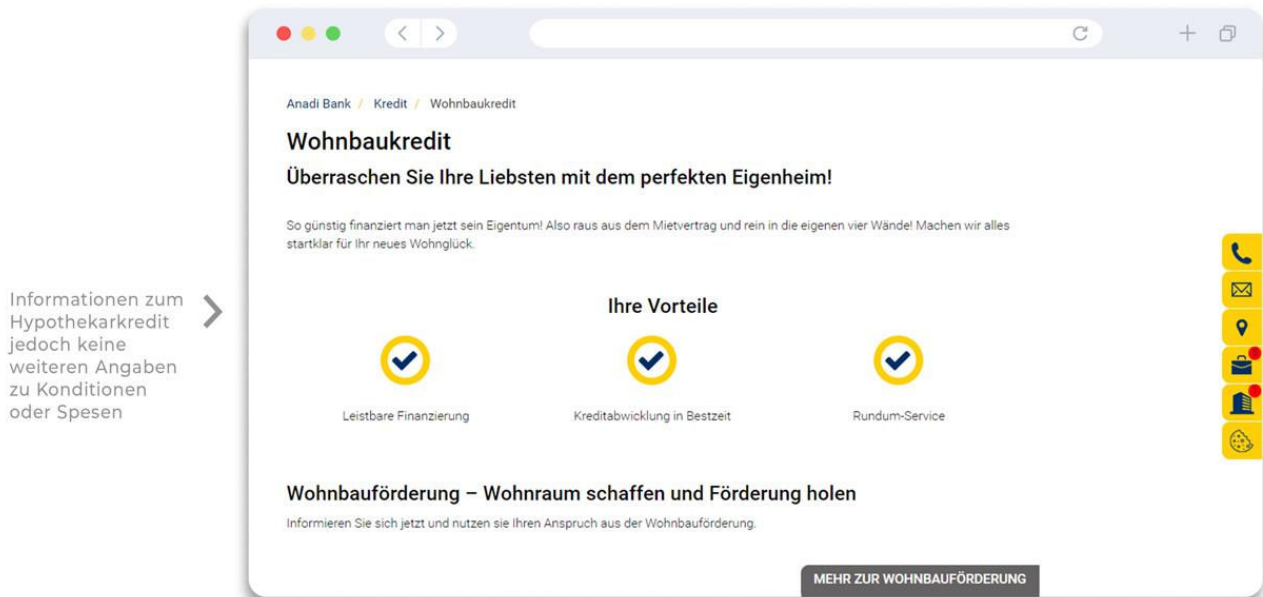 Anadi Bank / Kredit / Wohnbaukredit
Wohnbaukredit
Überraschen Sie Ihre Liebsten mit dem perfekten Eigenheim!
So günstig finanziert man jetzt sein Eigentum! Also raus aus dem Mietvertrag und rein in die eigenen vier Wände! Machen wir alles
startklar für Ihr neues Wohnglück.
Informationen zum
Hypothekarkredit
jedoch keine
weiteren Angaben
zu Konditionen
oder Spesen
Ihre Vorteile
Leistbare Finanzierung
Kreditabwicklung in Bestzeit
Rundum-Service
Wohnbauförderung – Wohnraum schaffen und Förderung holen
Informieren Sie sich jetzt und nutzen sie Ihren Anspruch aus der Wohnbauförderung.
MEHR ZUR WOHNBAUFÖRDERUNG